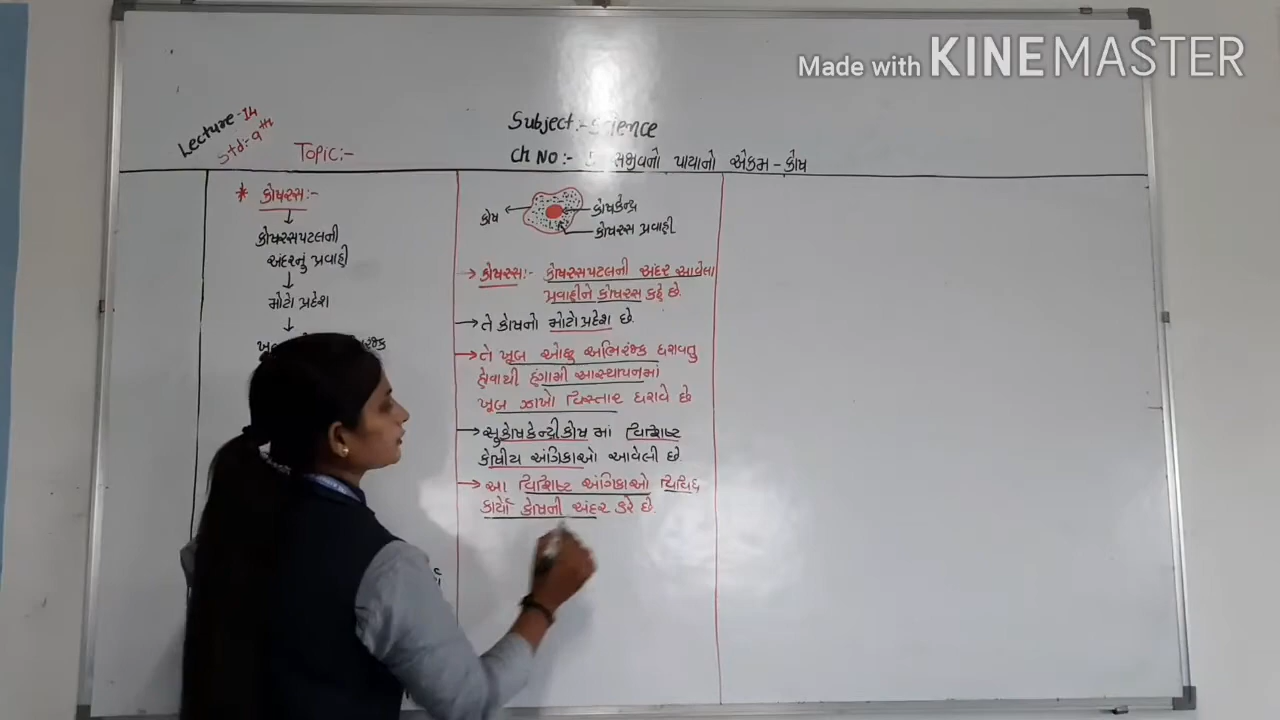 Made with KINEMASTER
Lecture-14
Std:-9th
Topic:-
Subject:-Science
Ch No:- 5 સજીવનો પાયાનો એકમ - કોષ
* કોષરસ:-
કોષરસપટલની
અંદરનું પ્રવાહી
મોટો પ્રદેશ
કોષ
કોષકેન્દ્ર
કોષરસ પ્રવાહી
→ કોષરસ:- કોષરસપટલની અંદર આવેલા
પ્રવાહીને કોષરસ કહે છે.
→ તે કોષનો મોટો પ્રદેશ છે.
→ તે ખૂબ ઓછુ અભિરંજક ધરાવતુ
હોવાથી હંગામી આસ્થાપનમાં
ખૂબ ઝાખો વિસ્તાર ધરાવે છે
→ સુકોષકેન્દ્રીકોષ માં વિશિષ્ટ
કોષીય અંગિકાઓ આવેલી છે.
→ આ વિશિષ્ટ અંગિકાઓ વિવિધ
કાર્યો કોષની અંદર કરે છે.